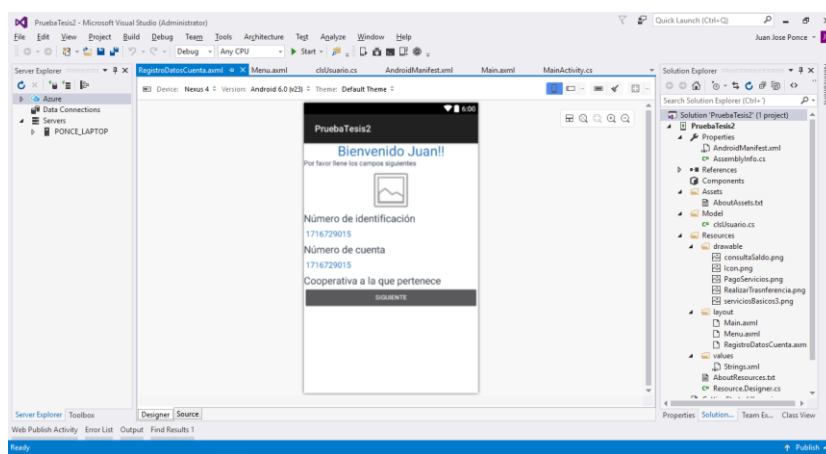 PruebaTesis2 - Microsoft Visual Studio (Administrator)
Quick Launch (Ctrl+Q)
File Edit View Project Build Debug Team Tools Architecture Test Analyze Window Help
Juan Jose Ponce
Debug Any CPU Start
Server Explorer
Azure
Data Connections
Servers
PONCE_LAPTOP
RegistroDatosCuenta.axml Menu.axml clsUsuario.cs AndroidManifest.xml Main.axml MainActivity.cs
Device: Nexus 4 Version: Android 6.0 (v23) Theme: Default Theme
6:00
PruebaTesis2
Bienvenido Juan!!
Por favor llene los campos siguientes
Número de identificación
1716729015
Número de cuenta
1716729015
Cooperativa a la que pertenece
SIGUIENTE
Solution Explorer
Search Solution Explorer (Ctrl+´)
Solution 'PruebaTesis2' (1 project)
PruebaTesis2
Properties
AndroidManifest.xml
AssemblyInfo.cs
References
Components
Assets
AboutAssets.txt
Model
clsUsuario.cs
Resources
drawable
consultaSaldo.png
Icon.png
PagoServicios.png
RealizarTrasnferencia.png
serviciosBasicos3.png
layout
Main.axml
Menu.axml
RegistroDatosCuenta.axm
values
Strings.xml
AboutResources.txt
Resource.Designer.cs
Server Explorer Toolbox
Designer Source
Properties Solution... Team Ex... Class View
Web Publish Activity Error List Output Find Results 1
Ready
Publish